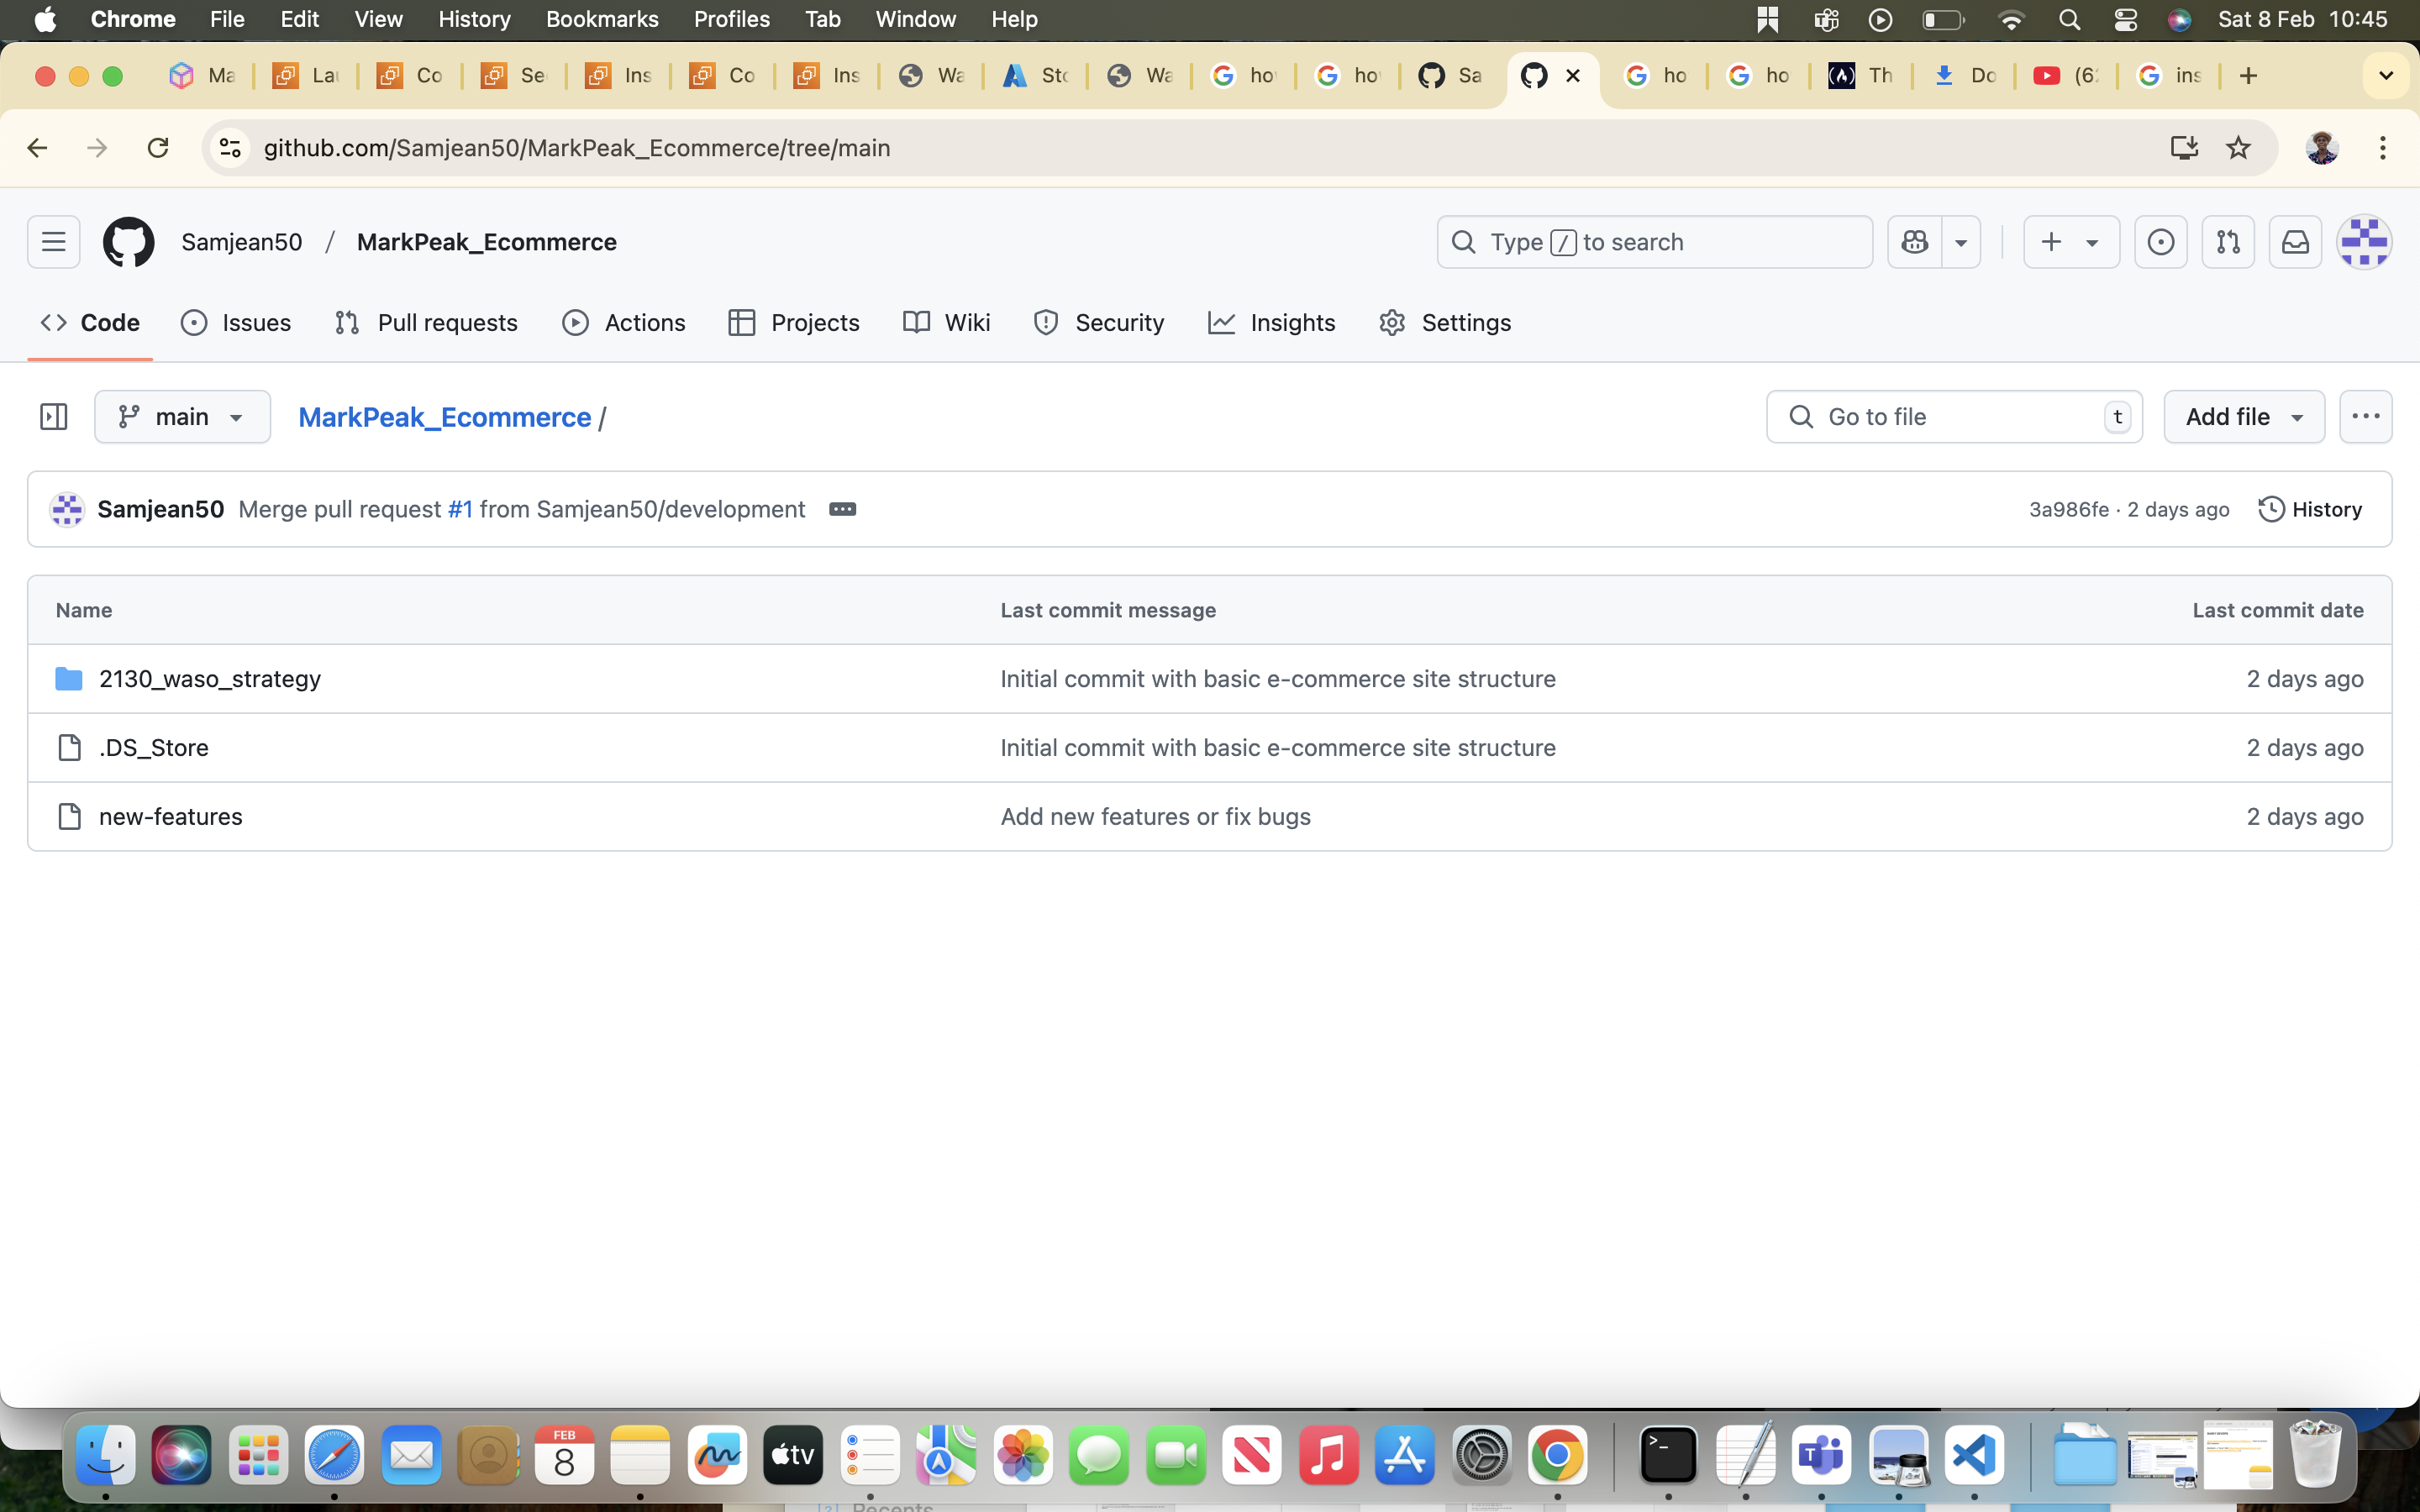 Chrome File Edit View History Bookmarks Profiles Tab Window Help Sat 8 Feb 10:45
Ma Lau Co Se Ins Co Ins Wa Sto Wa ho ho Sa ho ho Th Do (6 ins
github.com/Samjean50/MarkPeak_Ecommerce/tree/main
Samjean50 / MarkPeak_Ecommerce Type / to search
Code Issues Pull requests Actions Projects Wiki Security Insights Settings
main MarkPeak_Ecommerce / Go to file t Add file
Samjean50 Merge pull request #1 from Samjean50/development 3a986fe · 2 days ago History
Name Last commit message Last commit date
2130_waso_strategy Initial commit with basic e-commerce site structure 2 days ago
.DS_Store Initial commit with basic e-commerce site structure 2 days ago
new-features Add new features or fix bugs 2 days ago
FEB
8
tv
Recents